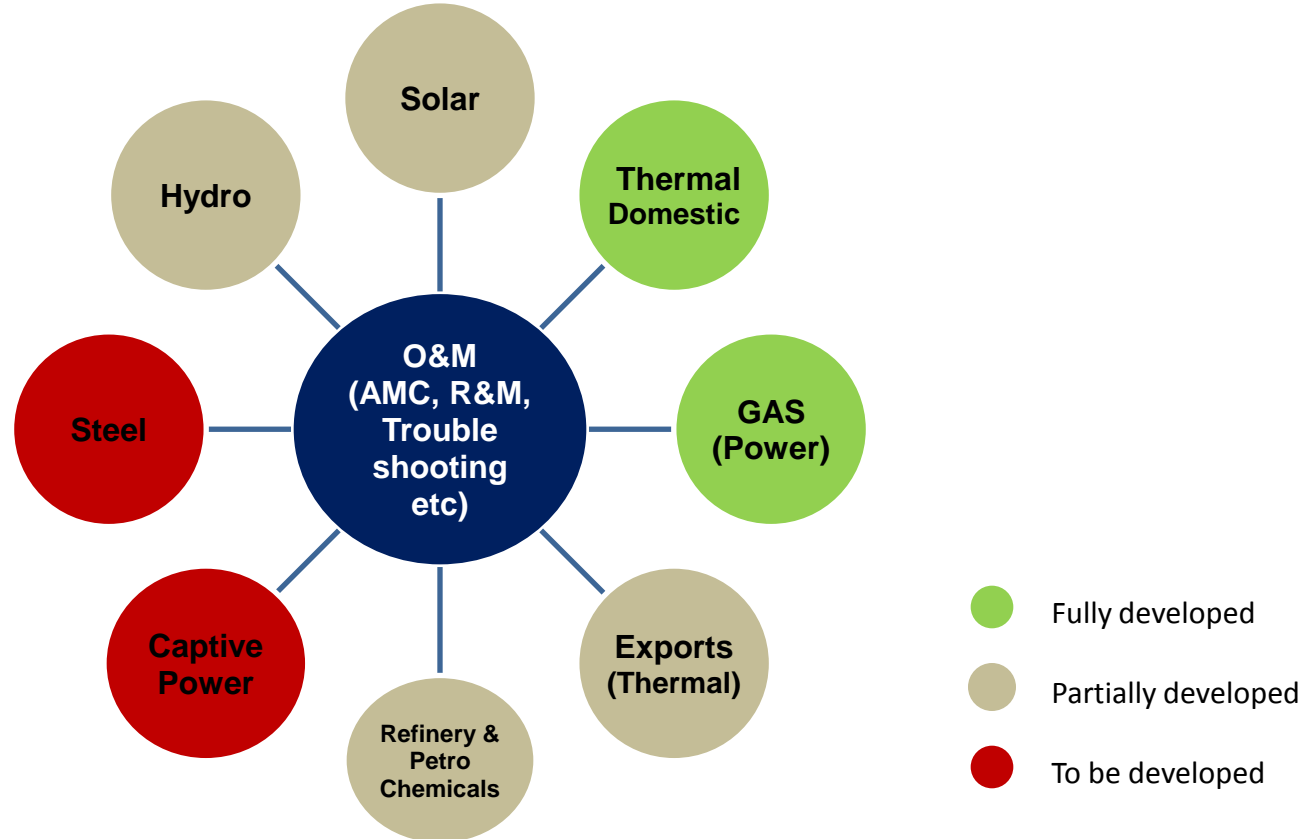 Solar
Hydro
Thermal
Domestic
O&M
(AMC, R&M,
Trouble
shooting
etc)
Steel
GAS
(Power)
Captive
Power
Exports
(Thermal)
Refinery &
Petro
Chemicals
Fully developed
Partially developed
To be developed